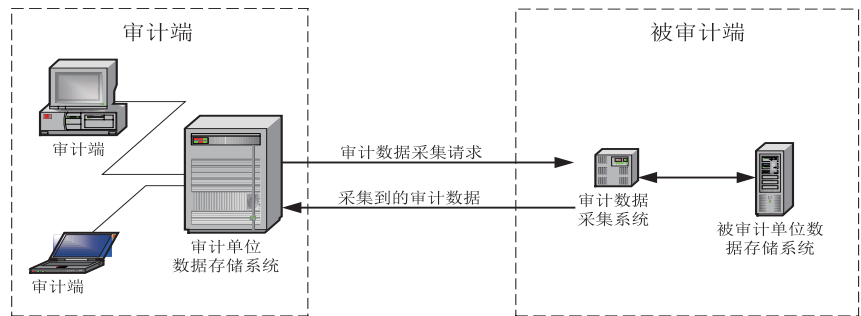 审计端
被审计端
审计端
审计数据采集请求
采集到的审计数据
审计数据
采集系统
被审计单位数
据存储系统
审计单位
数据存储系统
审计端